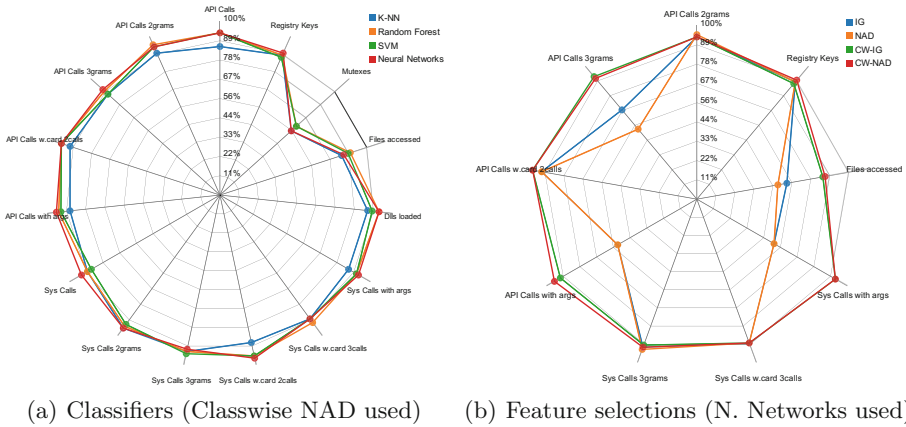 API Calls
100%
89%
78%
67%
56%
44%
33%
22%
11%
Registry Keys
Mutexes
Files accessed
Dlls loaded
Sys Calls with args
Sys Calls w.card 3calls
Sys Calls w.card 2calls
Sys Calls 3grams
Sys Calls 2grams
Sys Calls
API Calls with args
API Calls w.card 2calls
API Calls 3grams
API Calls 2grams
K-NN
Random Forest
SVM
Neural Networks
(a) Classifiers (Classwise NAD used)
API Calls 2grams
100%
89%
78%
67%
56%
44%
33%
22%
11%
Registry Keys
Files accessed
Sys Calls with args
Sys Calls w.card 3calls
Sys Calls 3grams
API Calls with args
API Calls w.card 2calls
API Calls 3grams
IG
NAD
CW-IG
CW-NAD
(b) Feature selections (N. Networks used)